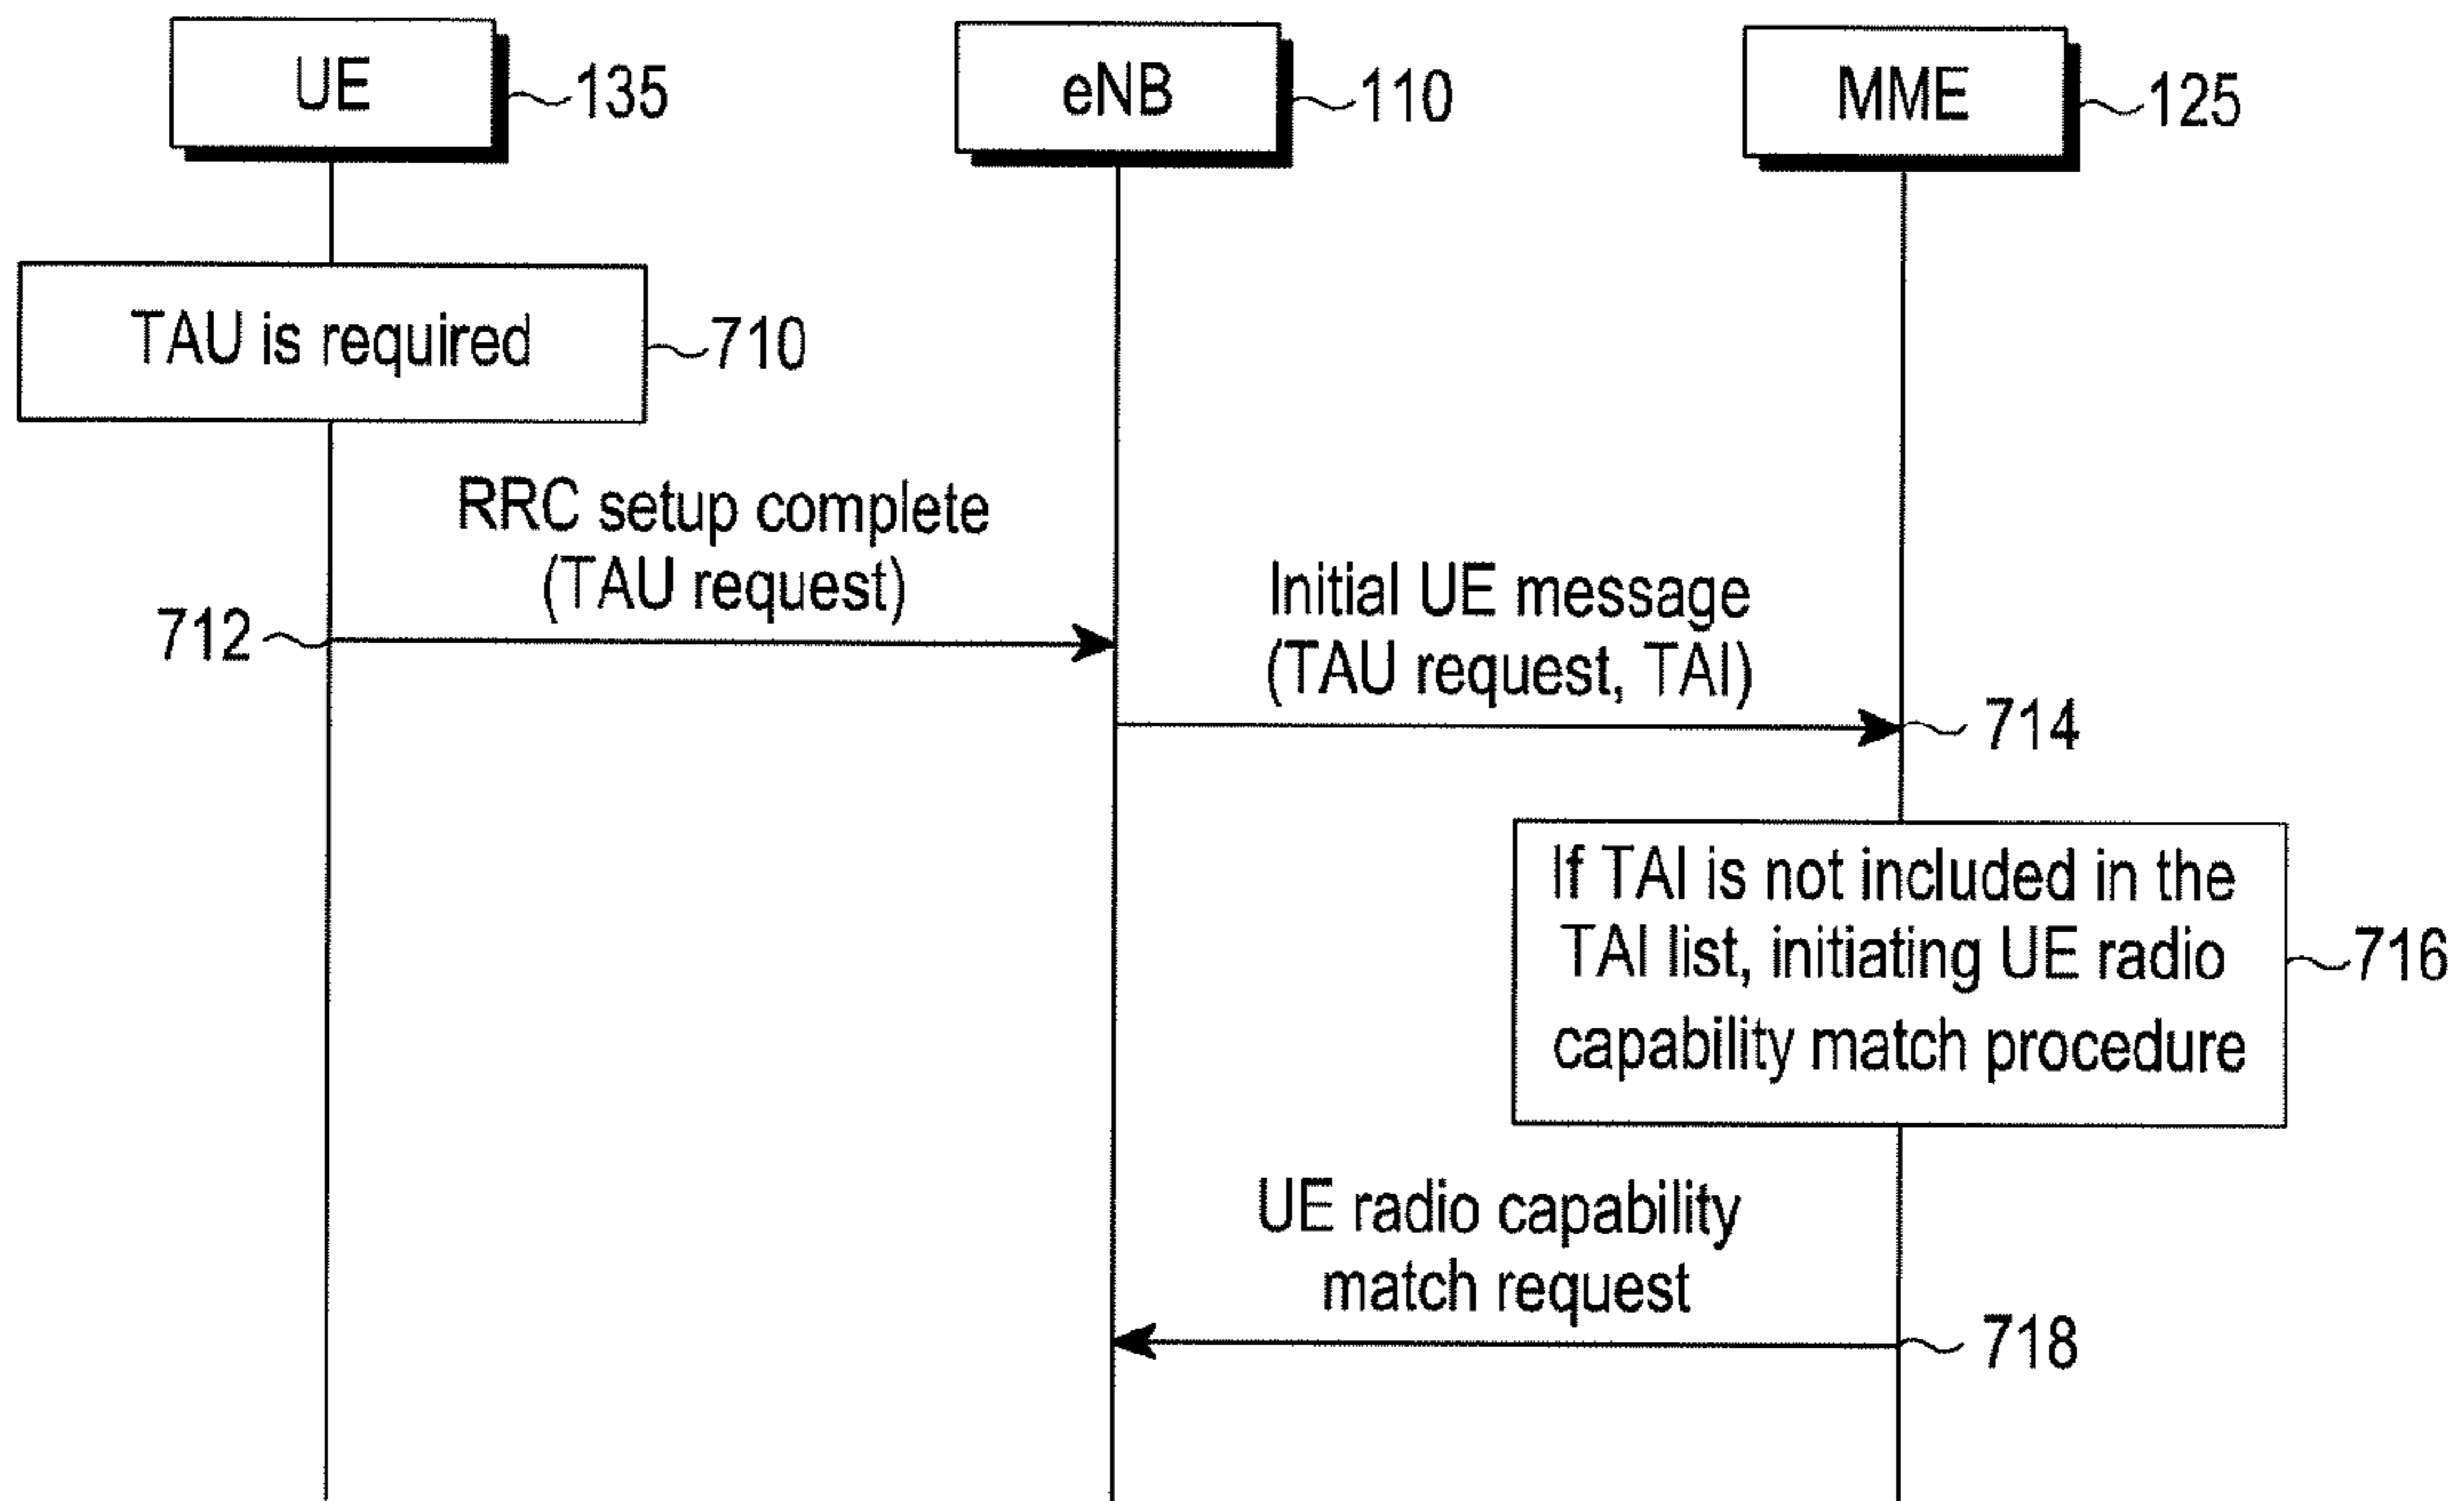 UE
135
eNB
110
MME
125
TAU is required
710
RRC setup complete
(TAU request)
712
Initial UE message
(TAU request, TAI)
714
If TAI is not included in the
TAI list, initiating UE radio
capability match procedure
716
UE radio capability
match request
718